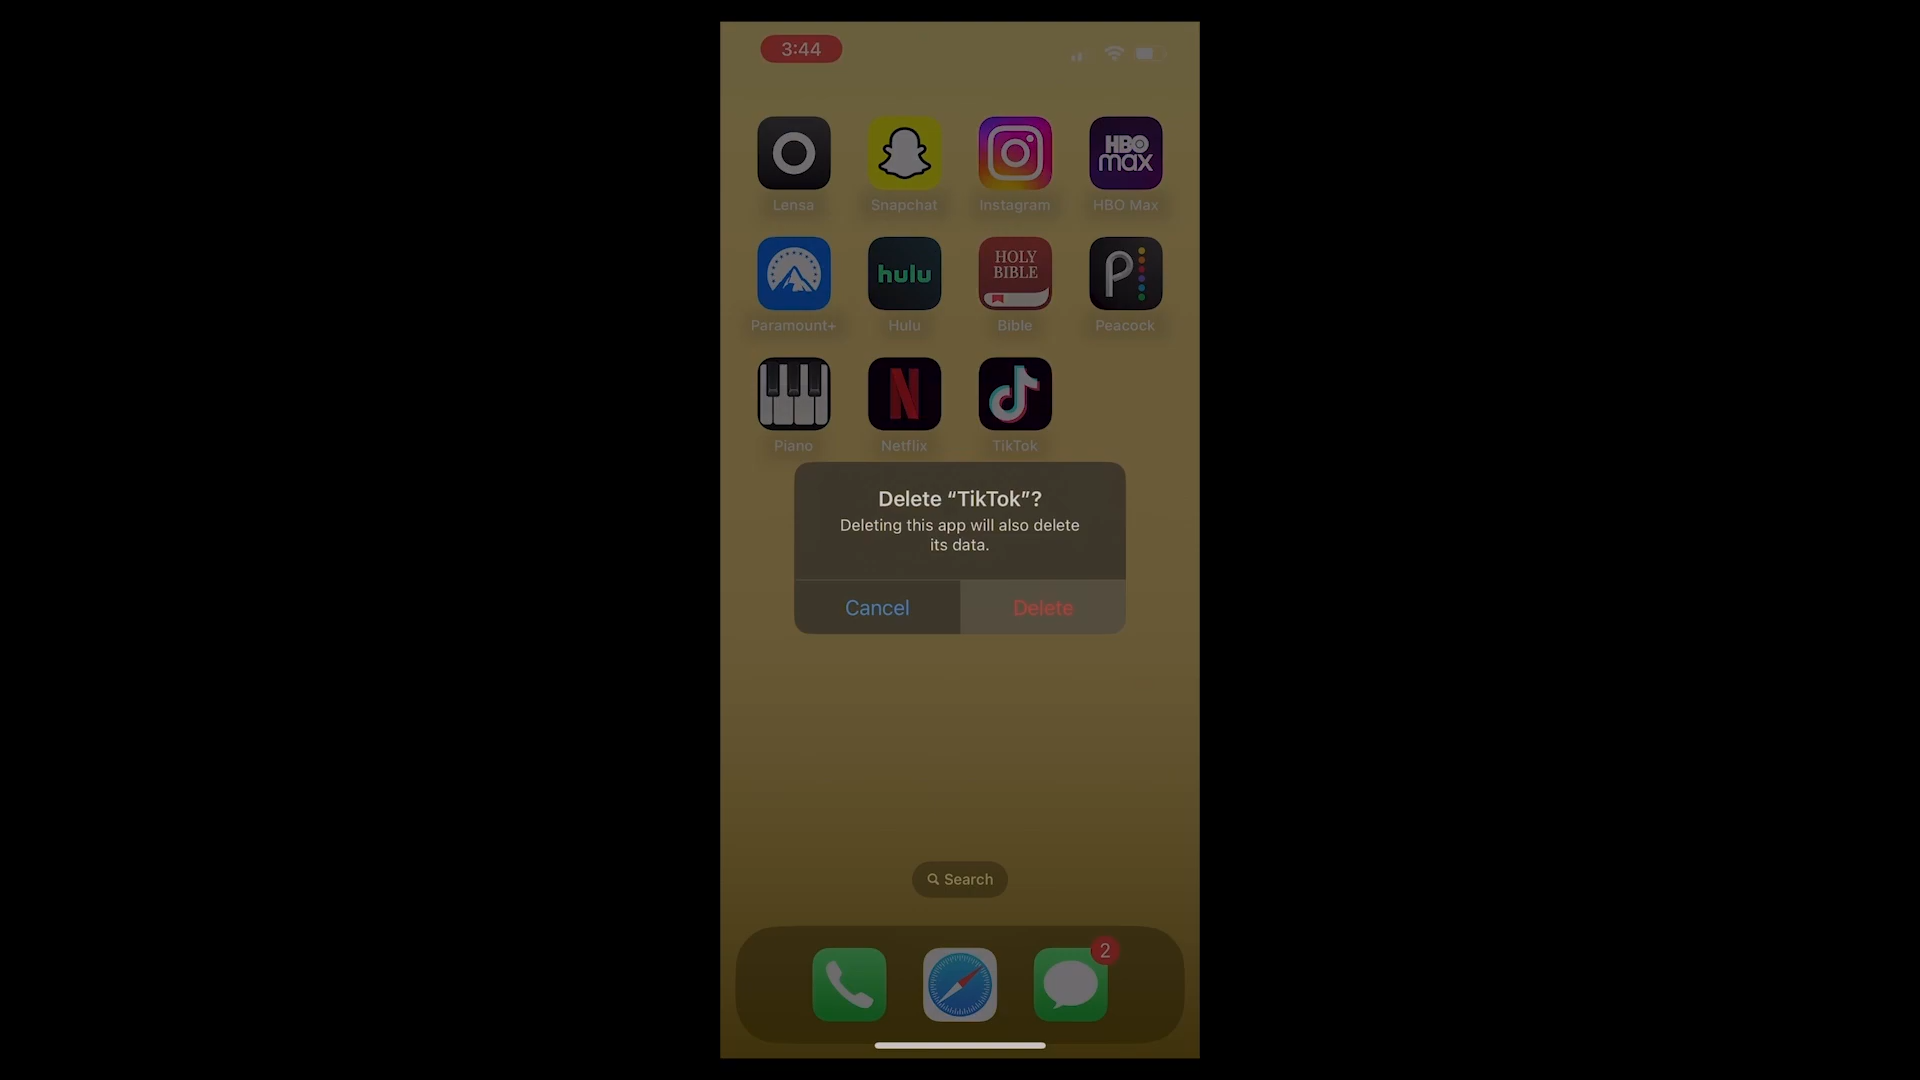 3:44
HBO
max
Lensa
Snapchat
Instagram
HBO Max
hulu
HOLY
BIBLE
P
Paramount+
Hulu
Bible
Peacock
N
Piano
Netflix
TikTok
Delete “TikTok”?
Deleting this app will also delete
its data.
Cancel
Delete
Search
2